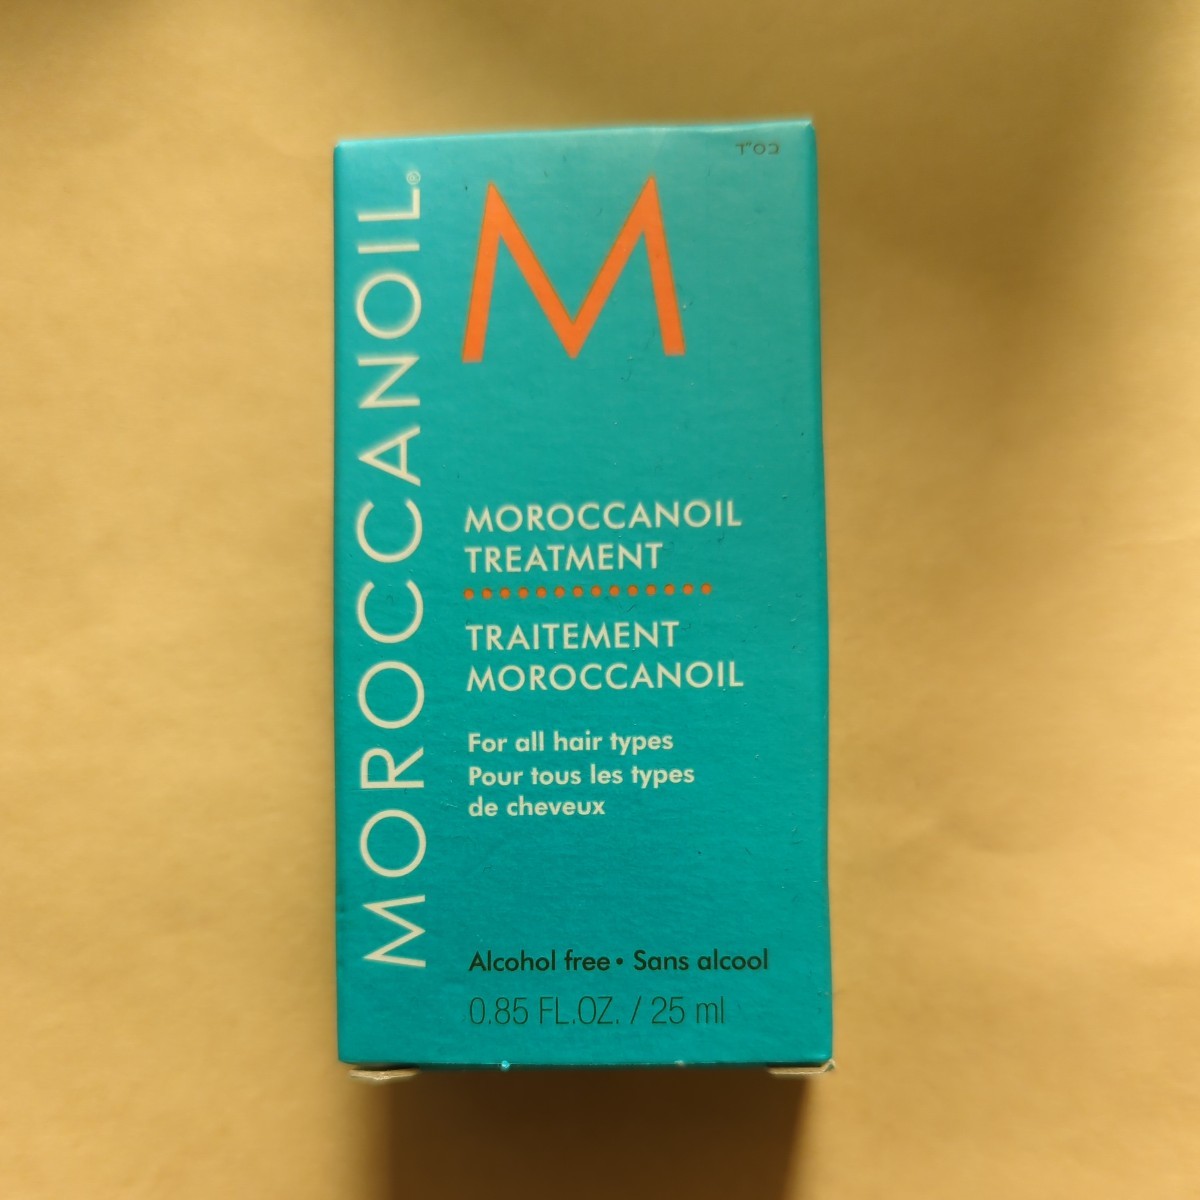 MOROCCANOIL®
M
MOROCCANOIL
TREATMENT
TRAITEMENT
MOROCCANOIL
For all hair types
Pour tous les types
de cheveux
Alcohol free • Sans alcool
0.85 FL.OZ. / 25 ml